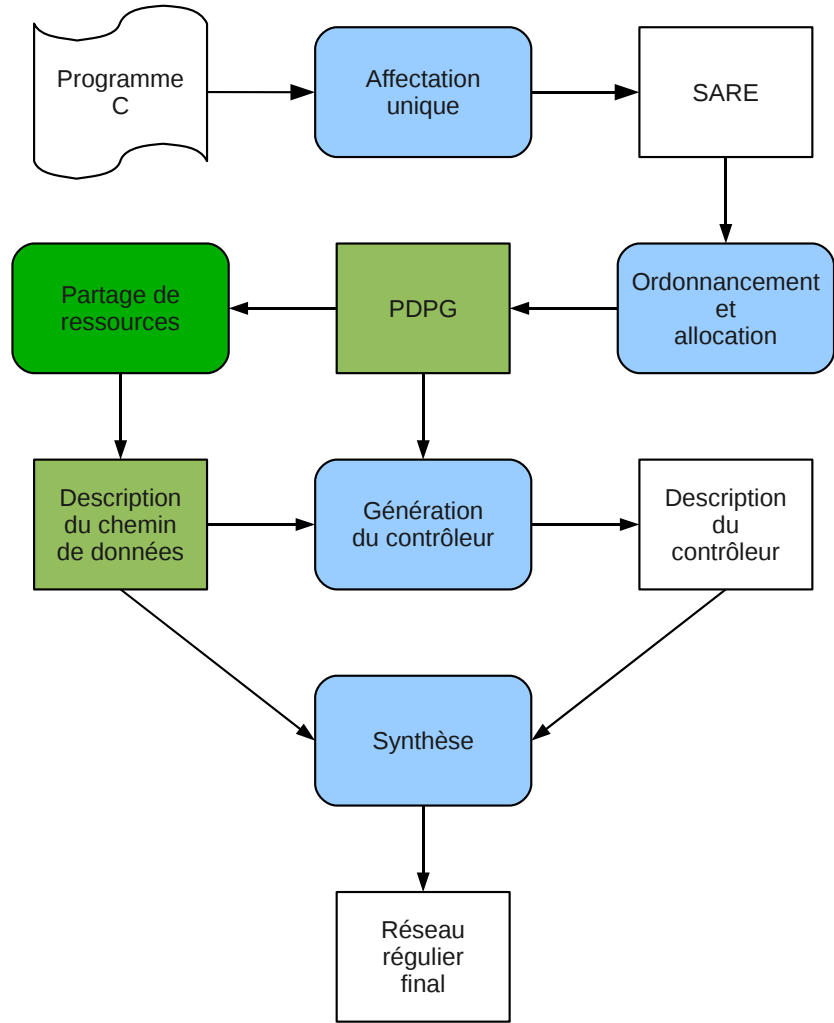 Programme
C
Affectation
unique
SARE
Partage de
ressources
PDPG
Ordonnancement
et
allocation
Description
du chemin
de données
Génération
du contrôleur
Description
du
contrôleur
Synthèse
Réseau
régulier
final